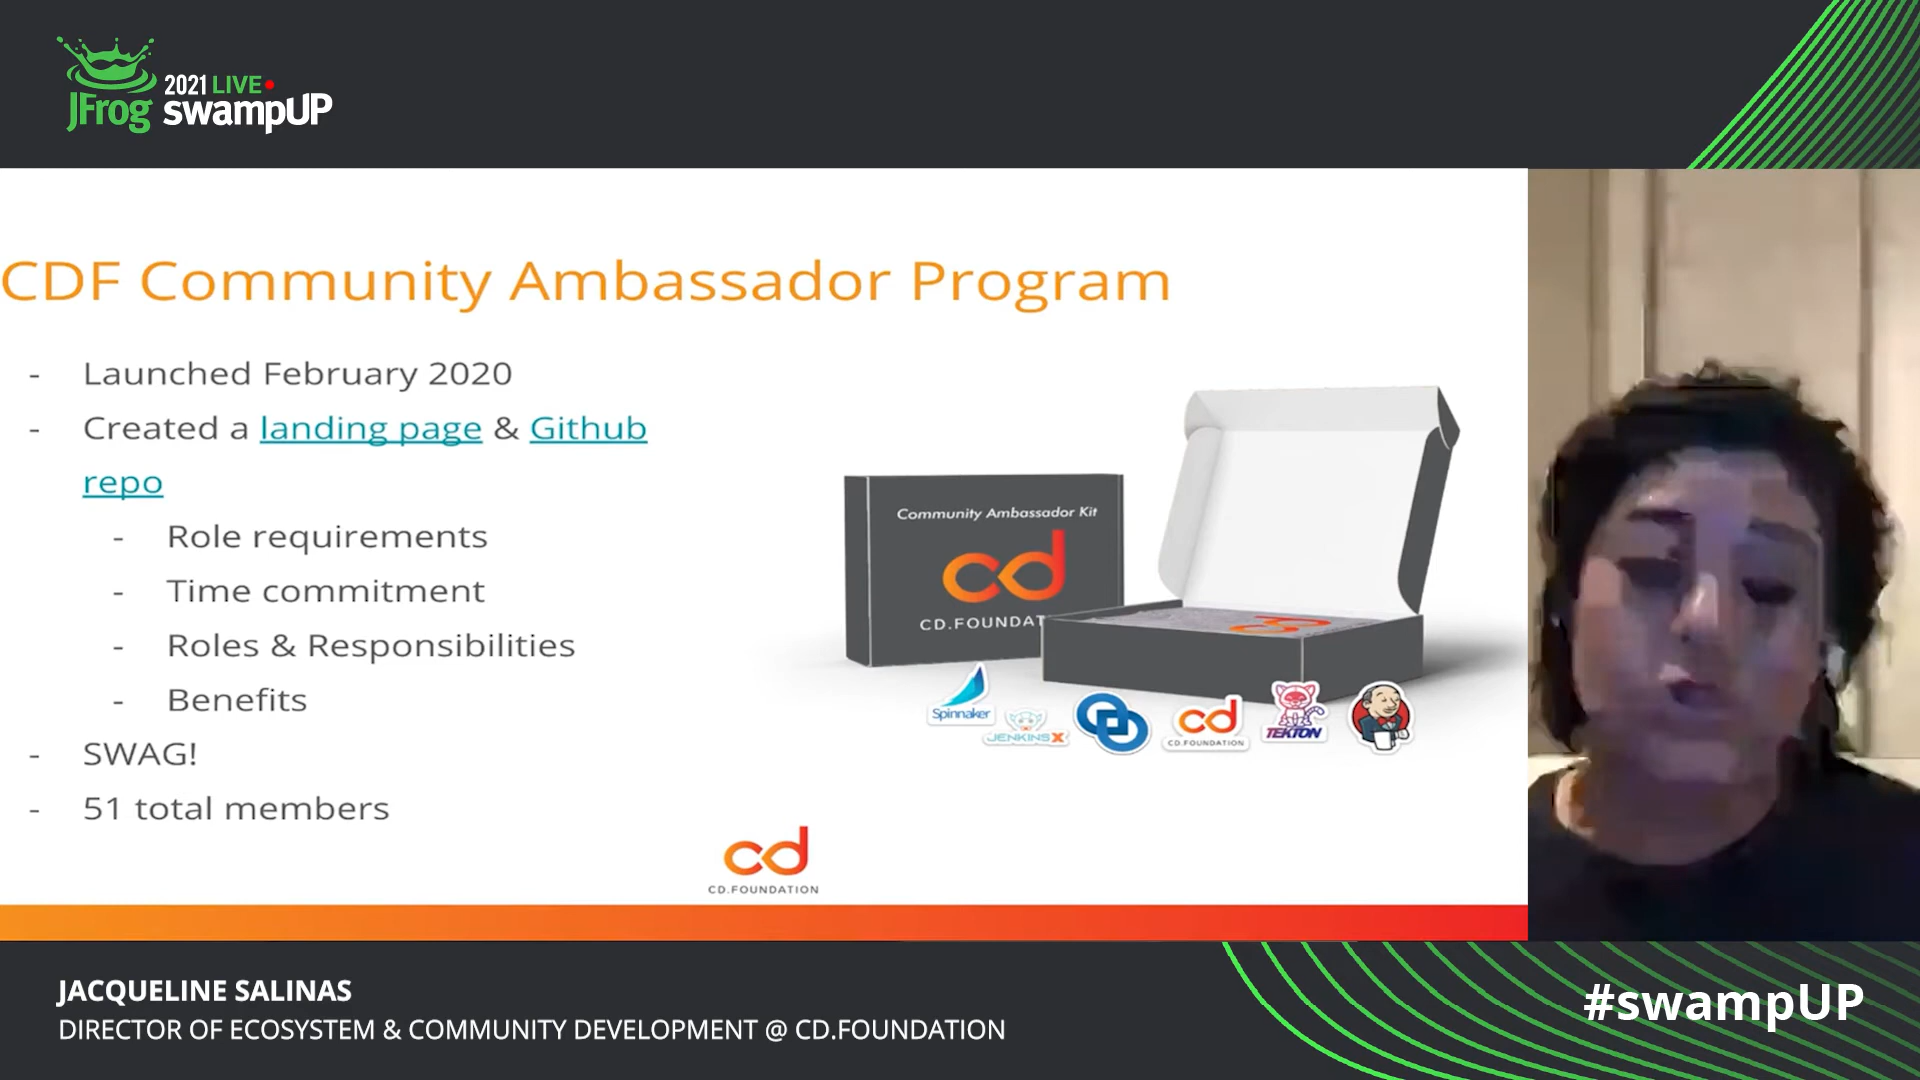 2021 LIVE
JFrog swampUP
CDF Community Ambassador Program
- Launched February 2020
- Created a landing page & Github
repo
- Role requirements
- Time commitment
- Roles & Responsibilities
- Benefits
- SWAG!
- 51 total members
Community Ambassador Kit
cd
CD.FOUNDAT
Spinnaker
JENKINS X
cd
CD.FOUNDATION
TEKTON
cd
CD.FOUNDATION
JACQUELINE SALINAS
DIRECTOR OF ECOSYSTEM & COMMUNITY DEVELOPMENT @ CD.FOUNDATION
#swampUP